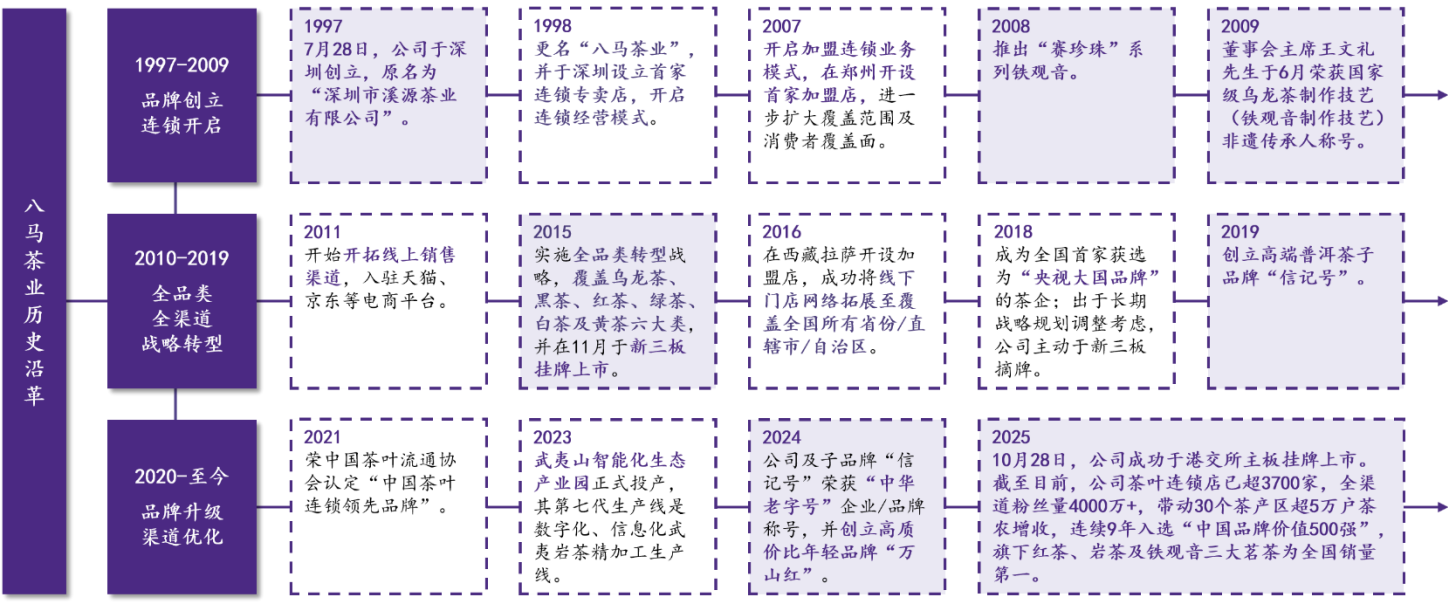 八马茶业历史沿革
1997-2009
品牌创立
连锁开启
1997
7月28日，公司于深
圳创立，原名为
“深圳市溪源茶业
有限公司”。
1998
更名“八马茶业”，
并于深圳设立首家
连锁专卖店，开启
连锁经营模式。
2007
开启加盟连锁业务
模式，在郑州开设
首家加盟店，进一
步扩大覆盖范围及
消费者覆盖面。
2008
推出“赛珍珠”系
列铁观音。
2009
董事会主席王文礼
先生于6月荣获国家
级乌龙茶制作技艺
（铁观音制作技艺）
非遗传承人称号。
2010-2019
全品类
全渠道
战略转型
2011
开始开拓线上销售
渠道，入驻天猫、
京东等电商平台。
2015
实施全品类转型战
略，覆盖乌龙茶、
黑茶、红茶、绿茶、
白茶及黄茶六大类，
并在11月于新三板
挂牌上市。
2016
在西藏拉萨开设加
盟店，成功将线下
门店网络拓展至覆
盖全国所有省份/直
辖市/自治区。
2018
成为全国首家获选
为“央视大国品牌”
的茶企；出于长期
战略规划调整考虑，
公司主动于新三板
摘牌。
2019
创立高端普洱茶子
品牌“信记号”。
2020-至今
品牌升级
渠道优化
2021
荣中国茶叶流通协
会认定“中国茶叶
连锁领先品牌”。
2023
武夷山智能化生态
产业园正式投产，
其第七代生产线是
数字化、信息化武
夷岩茶精加工生产
线。
2024
公司及子品牌“信
记号”荣获“中华
老字号”企业/品牌
称号，并创立高质
价比年轻品牌“万
山红”。
2025
10月28日，公司成功于港交所主板挂牌上市。
截至目前，公司茶叶连锁店已超3700家，全渠
道粉丝量4000万+，带动30个茶产区超5万户茶
农增收，连续9年入选“中国品牌价值500强”，
旗下红茶、岩茶及铁观音三大茗茶为全国销量
第一。